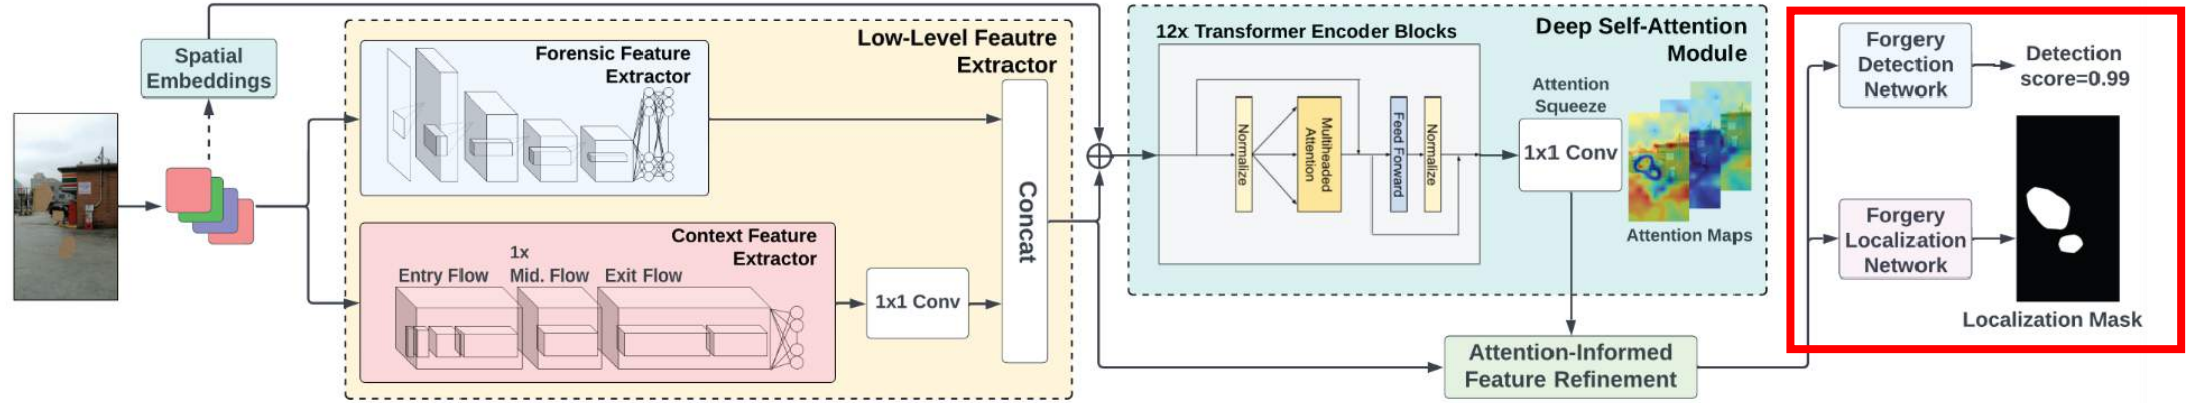 Spatial
Embeddings
Low-Level Feautre
Extractor
Forensic Feature
Extractor
Context Feature
Extractor
Entry Flow
1x
Mid. Flow
Exit Flow
1x1 Conv
Concat
12x Transformer Encoder Blocks
Deep Self-Attention
Module
Normalize
Multiheaded
Attention
Feed Forward
Normalize
Attention
Squeeze
1x1 Conv
Attention Maps
Attention-Informed
Feature Refinement
Forgery
Detection
Network
Detection
score=0.99
Forgery
Localization
Network
Localization Mask